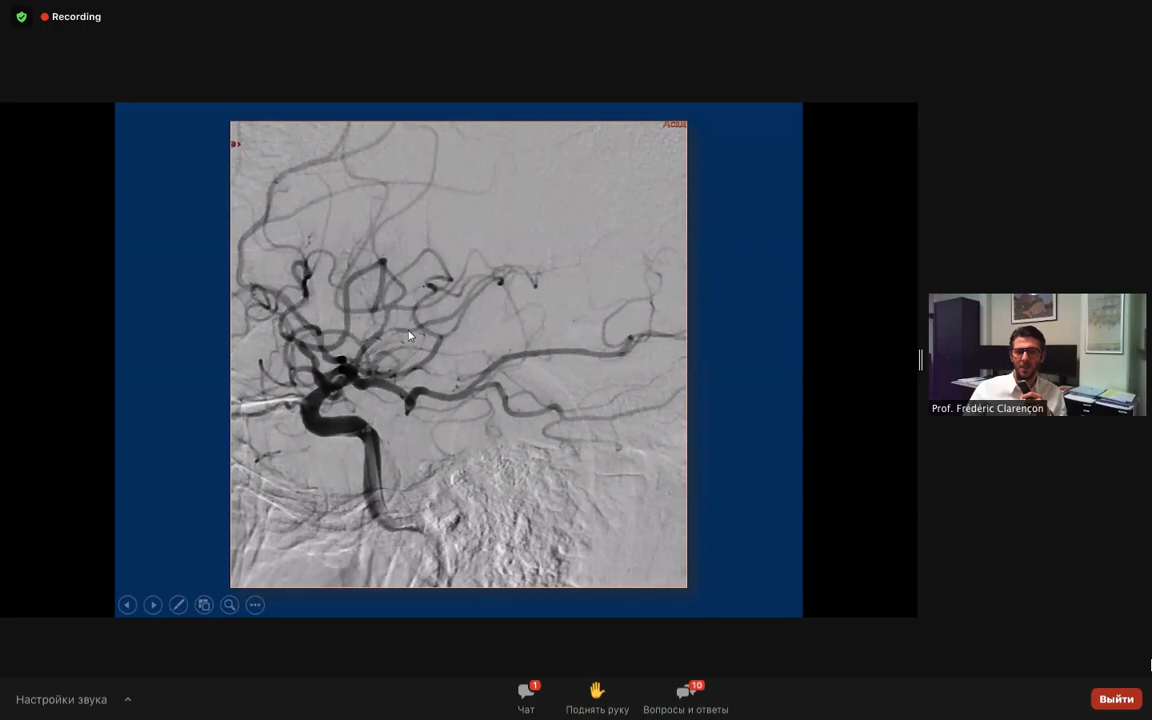 Recording
Prof. Frédéric Clarençon
Настройки звука
1
Чат
Поднять руку
10
Вопросы и ответы
Выйти